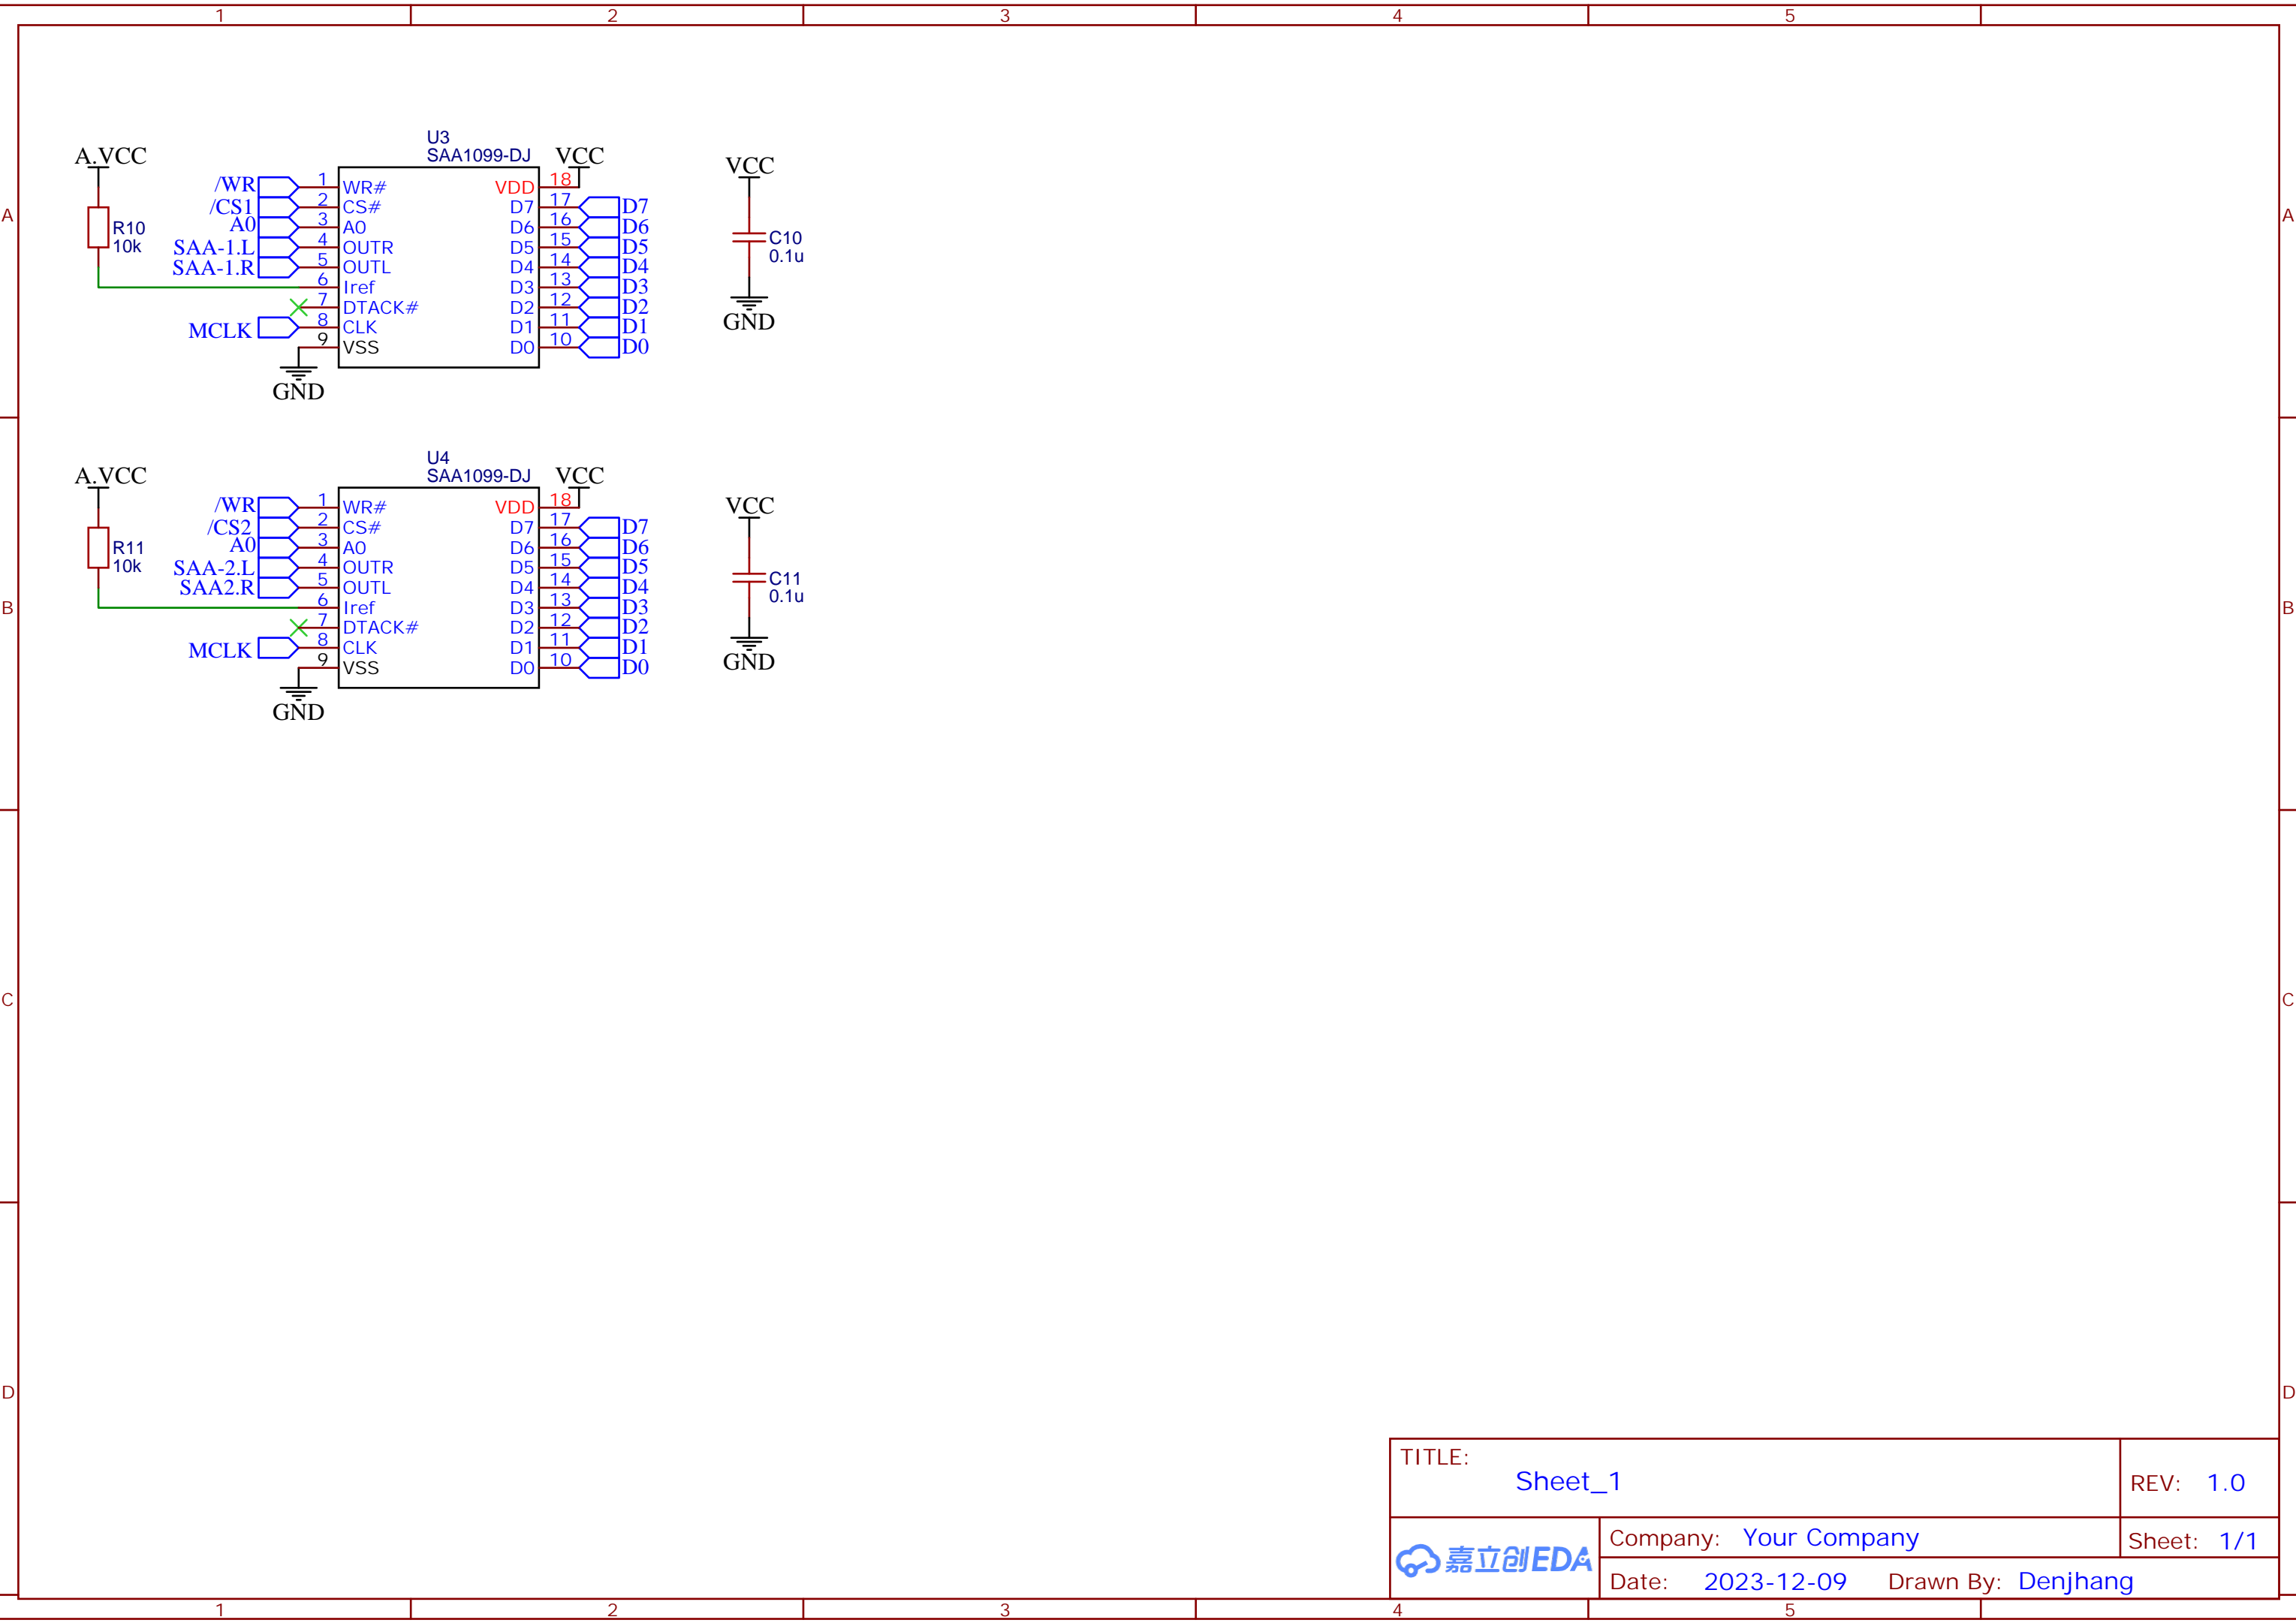 1 2 3 4 5
A A
B B
C C
D D
U3
SAA1099-DJ
A.VCC
R10
10k
/WR 1 WR#
/CS1 2 CS#
A0 3 A0
SAA-1.L 4 OUTR
SAA-1.R 5 OUTL
6 Iref
7 DTACK#
MCLK 8 CLK
9 VSS
GND
VCC
VDD 18
D7 17 D7
D6 16 D6
D5 15 D5
D4 14 D4
D3 13 D3
D2 12 D2
D1 11 D1
D0 10 D0
VCC
C10
0.1u
GND
U4
SAA1099-DJ
A.VCC
R11
10k
/WR 1 WR#
/CS2 2 CS#
A0 3 A0
SAA-2.L 4 OUTR
SAA2.R 5 OUTL
6 Iref
7 DTACK#
MCLK 8 CLK
9 VSS
GND
VCC
VDD 18
D7 17 D7
D6 16 D6
D5 15 D5
D4 14 D4
D3 13 D3
D2 12 D2
D1 11 D1
D0 10 D0
VCC
C11
0.1u
GND
TITLE:
Sheet_1
REV: 1.0
嘉立创EDA
Company: Your Company
Sheet: 1/1
Date: 2023-12-09 Drawn By: Denjhang
1 2 3 4 5